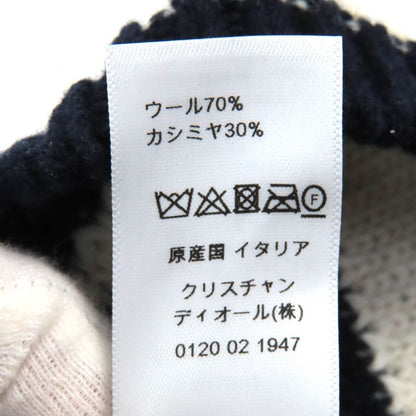 ウール70%
カシミヤ30%
F
原産国 イタリア
クリスチャン
ディオール(株)
0120 02 1947